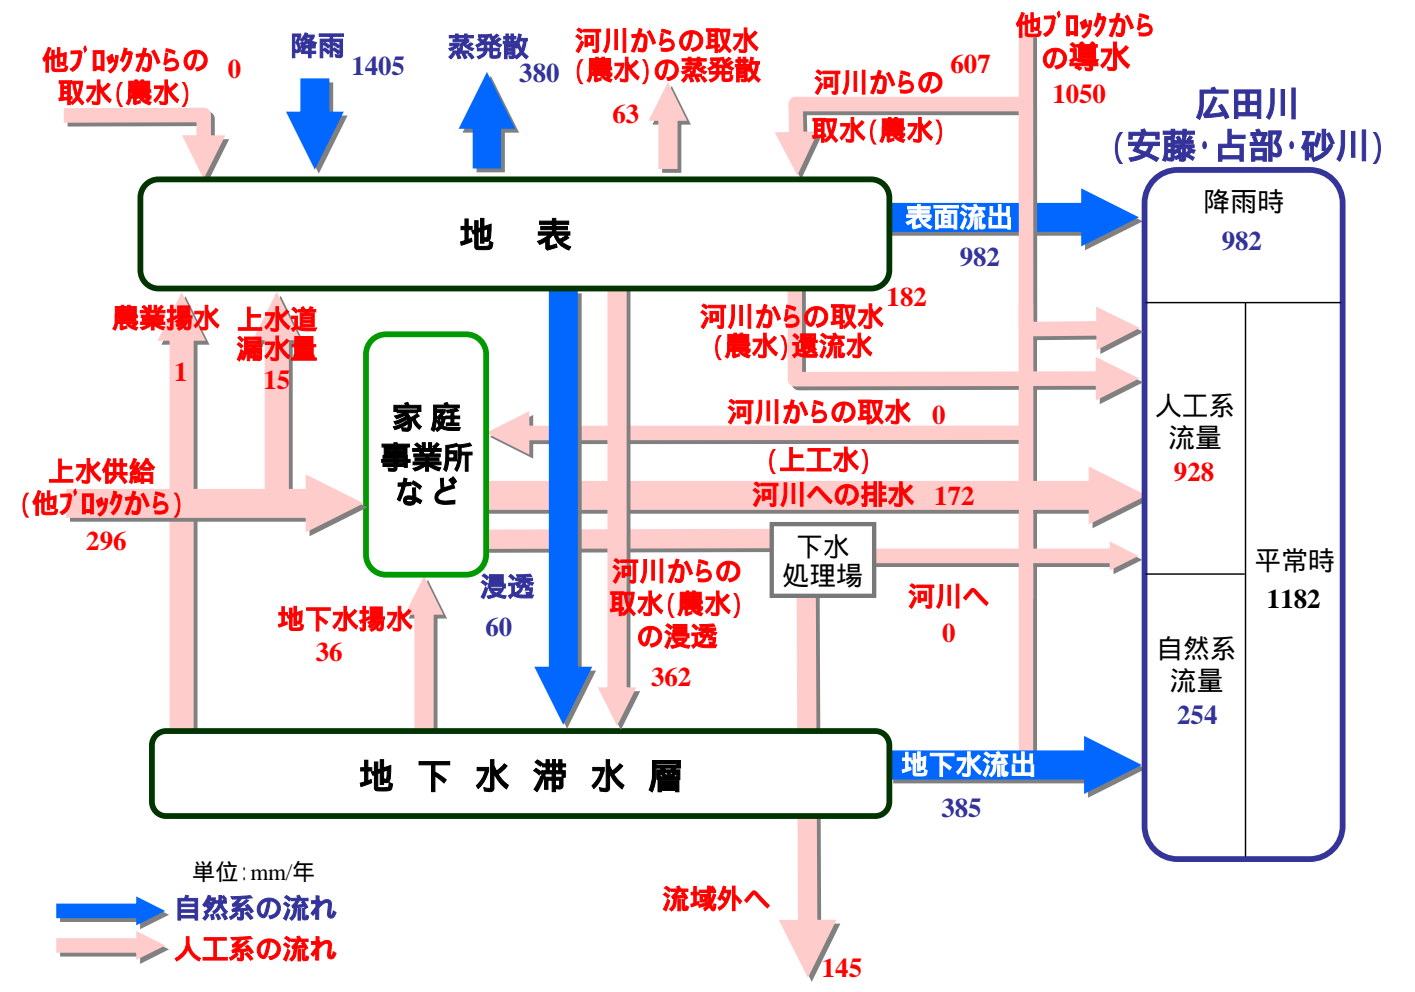 他ﾌﾞﾛｯｸからの
取水(農水)
0
降雨
1405
蒸発散
380
河川からの取水
(農水)の蒸発散
63
河川からの
取水(農水)
607
他ﾌﾞﾛｯｸから
の導水
1050
広田川
(安藤・占部・砂川)
地 表
表面流出
982
降雨時
982
農業揚水
1
上水道
漏水量
15
182
河川からの取水
(農水)還流水
家庭
事業所
など
河川からの取水 0
(上工水)
河川への排水 172
上水供給
(他ﾌﾞﾛｯｸから)
296
人工系
流量
928
下水
処理場
河川へ
0
平常時
1182
浸透
60
河川からの
取水(農水)
の浸透
362
地下水揚水
36
自然系
流量
254
地下水滞水層
地下水流出
385
流域外へ
145
単位:mm/年
自然系の流れ
人工系の流れ